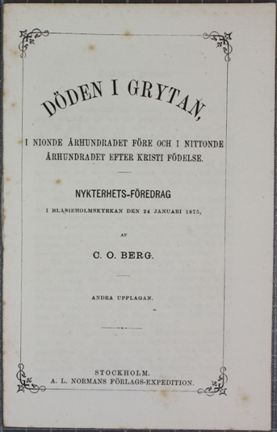 DÖDEN I GRYTAN,
I NIONDE ÅRHUNDRADET FÖRE OCH I NITTONDE
ÅRHUNDRADET EFTER KRISTI FÖDELSE.
NYKTERHETS-FÖREDRAG
I BLASIEHOLMSKYRKAN DEN 24 JANUARI 1875,
AF
C. O. BERG.
ANDRA UPPLAGAN.
STOCKHOLM.
A. L. NORMANS FÖRLAGS-EXPEDITION.